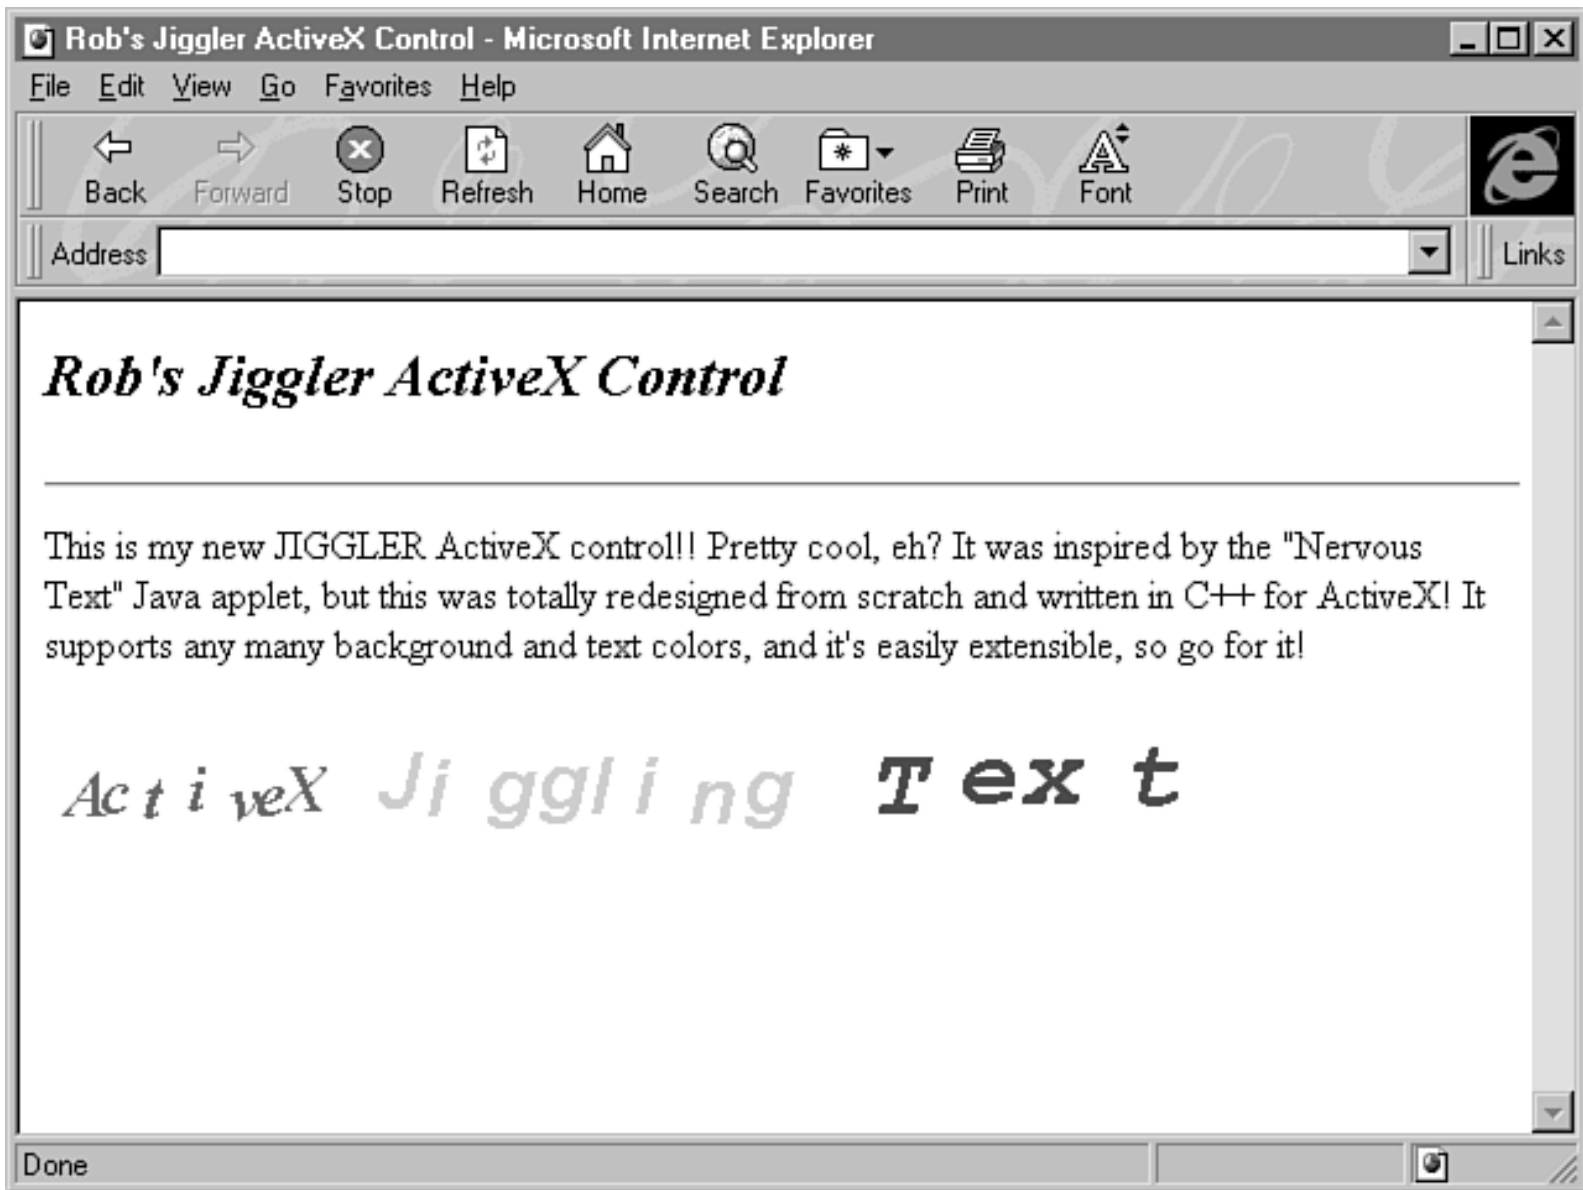 Rob's Jiggler ActiveX Control - Microsoft Internet Explorer
File Edit View Go Favorites Help
Back Forward Stop Refresh Home Search Favorites Print Font
Address Links
Rob's Jiggler ActiveX Control
This is my new JIGGLER ActiveX control!! Pretty cool, eh? It was inspired by the "Nervous
Text" Java applet, but this was totally redesigned from scratch and written in C++ for ActiveX! It
supports any many background and text colors, and it's easily extensible, so go for it!
ActiveX Jiggling Text
Done